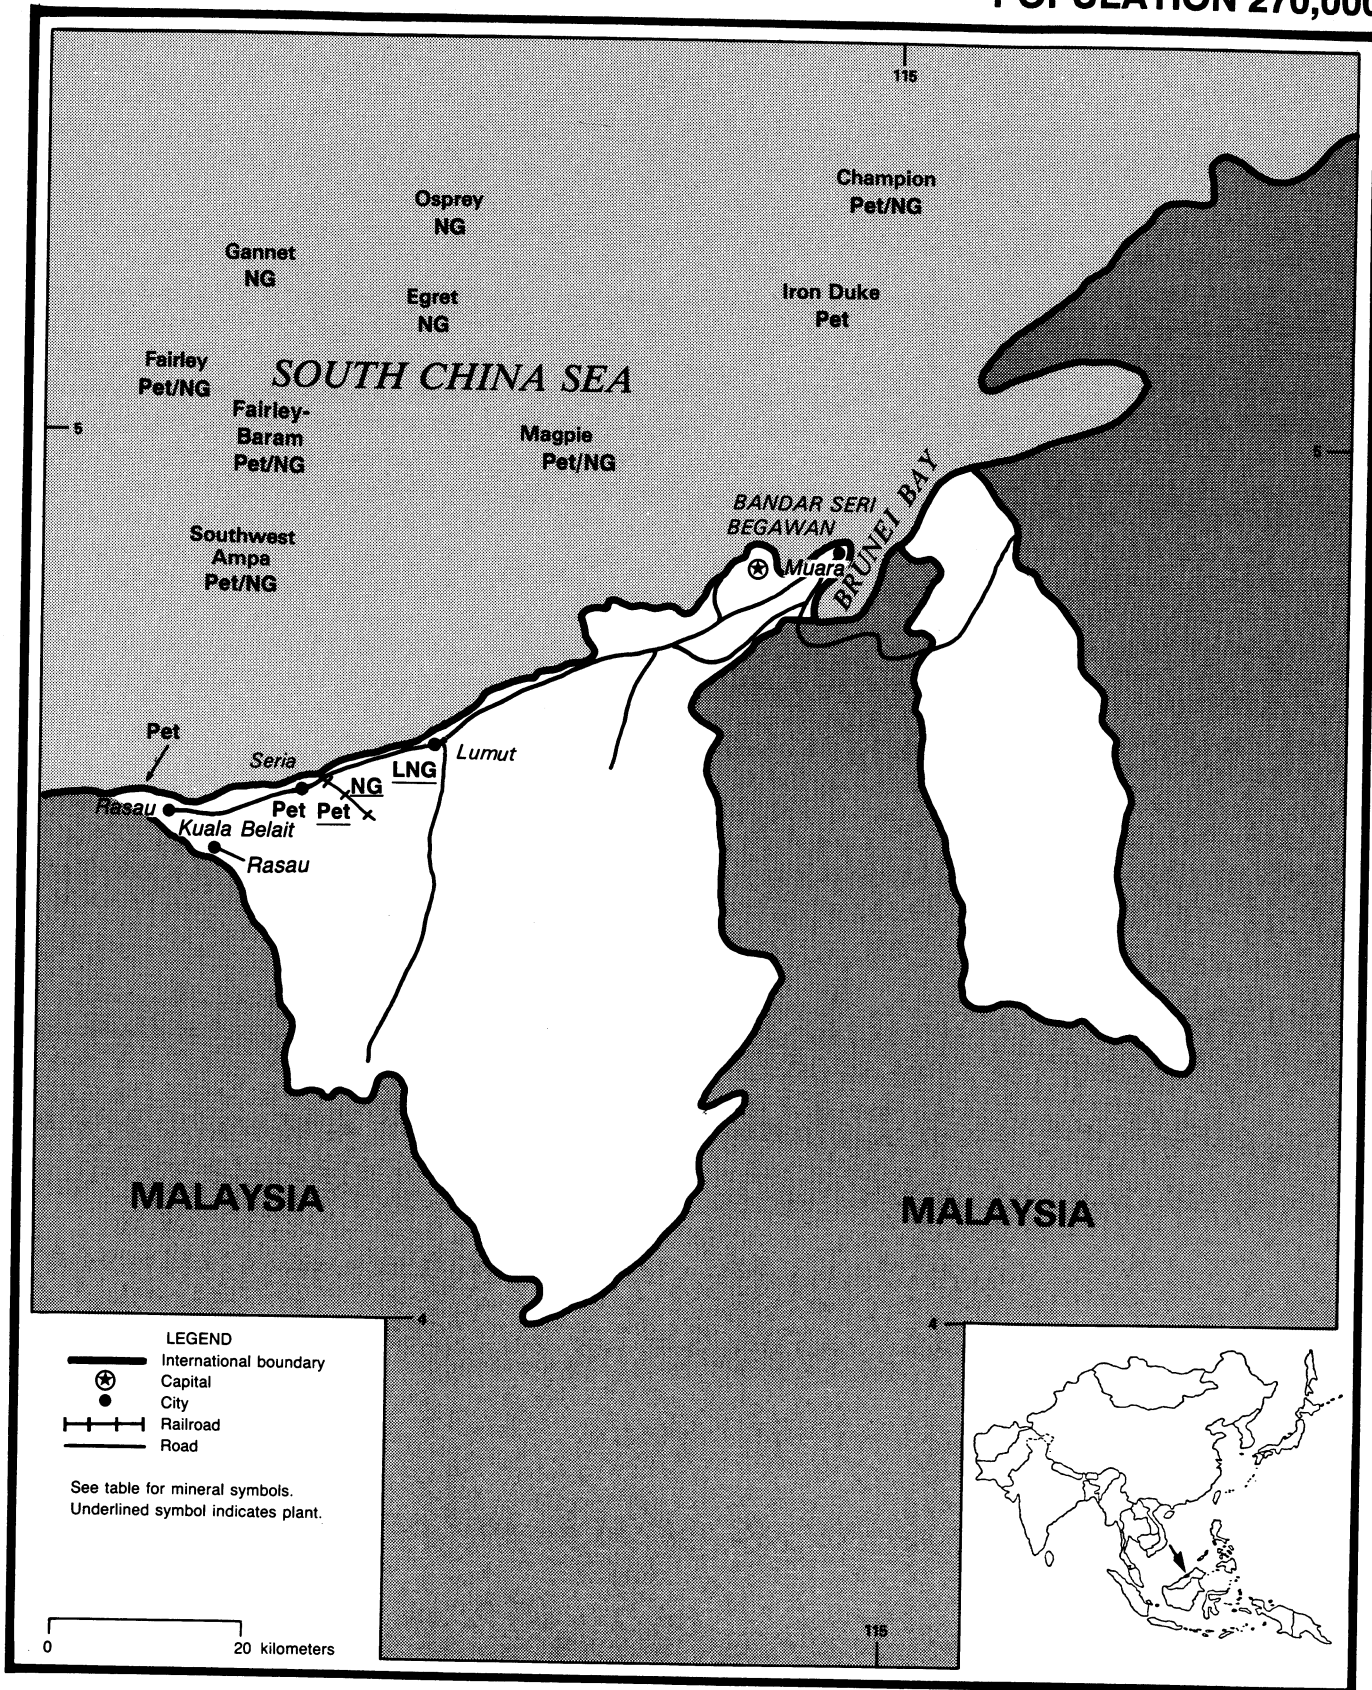 POPULATION 270,000
115
Champion
Pet/NG
Osprey
NG
Gannet
NG
Egret
NG
Iron Duke
Pet
Fairley
Pet/NG
SOUTH CHINA SEA
Fairley-
Baram
Pet/NG
5
Magpie
Pet/NG
5
BRUNEI BAY
BANDAR SERI
BEGAWAN
Southwest
Ampa
Pet/NG
Muara
Pet
Seria
Lumut
LNG
NG
Rasau
Pet
Pet
Kuala Belait
Rasau
MALAYSIA
MALAYSIA
4
4
LEGEND
International boundary
Capital
City
Railroad
Road
See table for mineral symbols.
Underlined symbol indicates plant.
115
0
20 kilometers